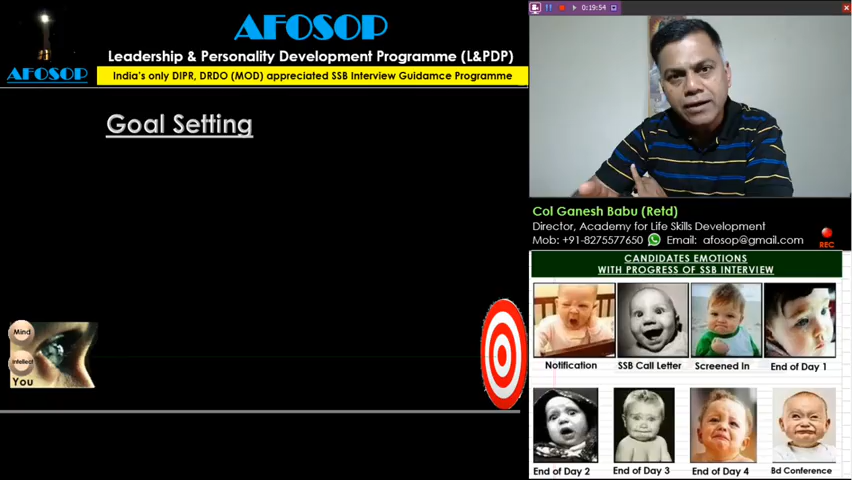 AFOSOP
AFOSOP
Leadership & Personality Development Programme (L&PDP)
India's only DIPR, DRDO (MOD) appreciated SSB Interview Guidamce Programme
Goal Setting
Mind
Intellect
You
0:19:54
Col Ganesh Babu (Retd)
Director, Academy for Life Skills Development
Mob: +91-8275577650 Email: afosop@gmail.com
REC
CANDIDATES EMOTIONS
WITH PROGRESS OF SSB INTERVIEW
Notification SSB Call Letter Screened In End of Day 1
End of Day 2 End of Day 3 End of Day 4 Bd Conference